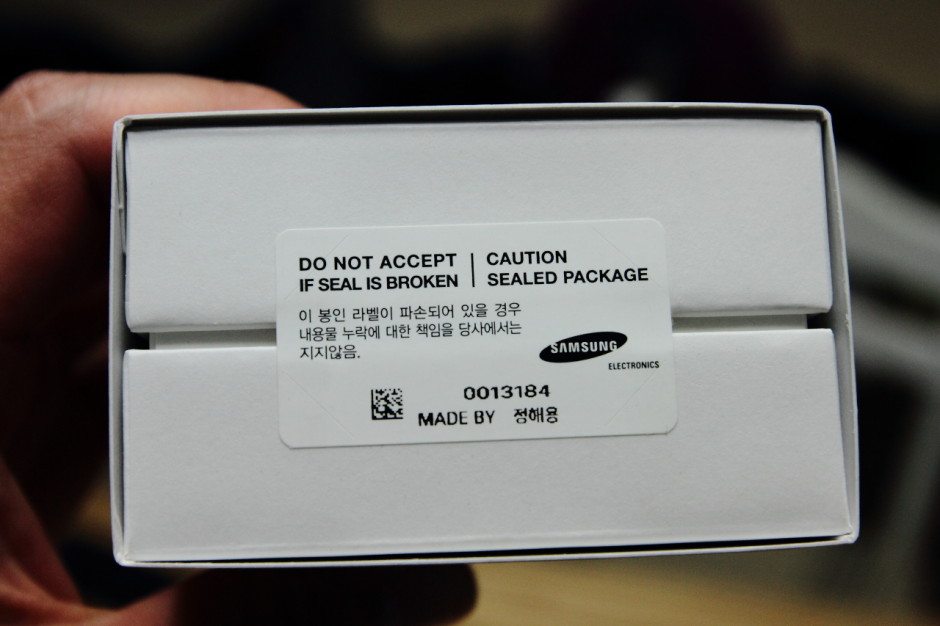 DO NOT ACCEPT
IF SEAL IS BROKEN
CAUTION
SEALED PACKAGE
이 봉인 라벨이 파손되어 있을 경우
내용물 누락에 대한 책임을 당사에서는
지지않음.
SAMSUNG
ELECTRONICS
0013184
MADE BY 정해용